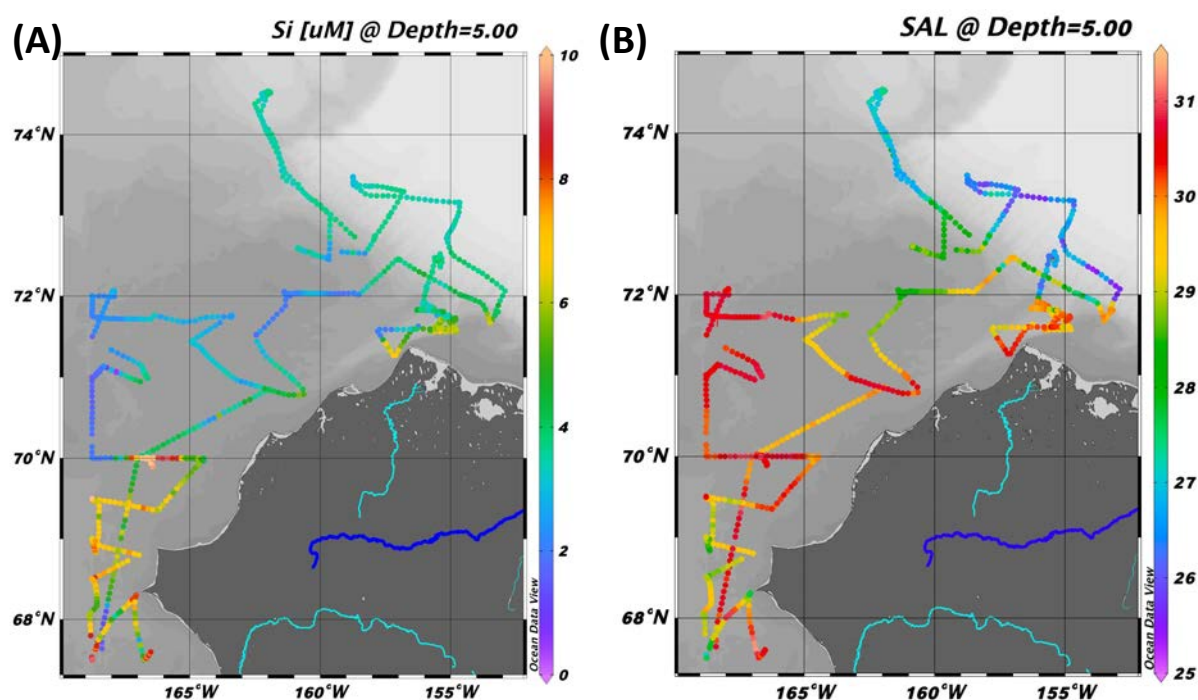 (A)
Si [uM] @ Depth=5.00
74°N
72°N
70°N
68°N
165°W
160°W
155°W
10
8
6
4
2
0
Ocean Data View
(B)
SAL @ Depth=5.00
74°N
72°N
70°N
68°N
165°W
160°W
155°W
31
30
29
28
27
26
25
Ocean Data View